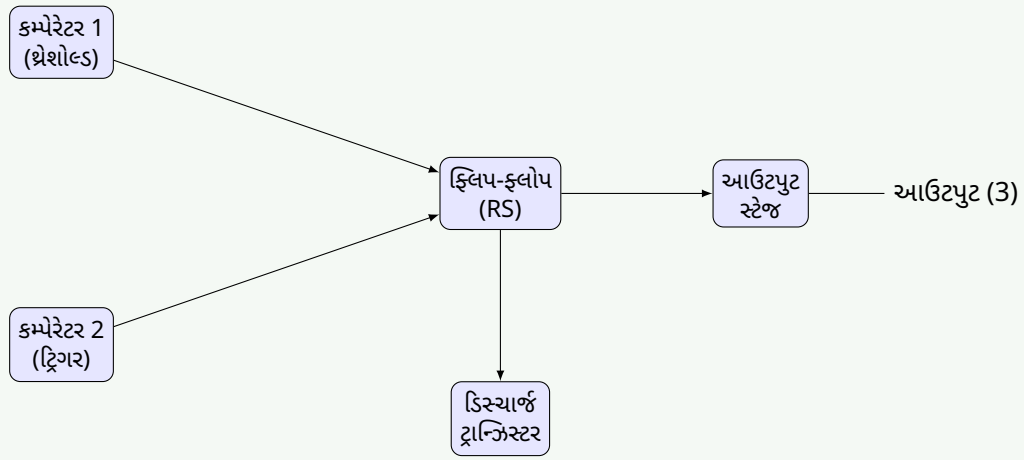 કમ્પેરેટર 1
(થ્રેશોલ્ડ)
ફ્લિપ-ફ્લોપ
(RS)
આઉટપુટ
સ્ટેજ
આઉટપુટ (3)
કમ્પેરેટર 2
(ટ્રિગર)
ડિસ્ચાર્જ
ટ્રાન્ઝિસ્ટર